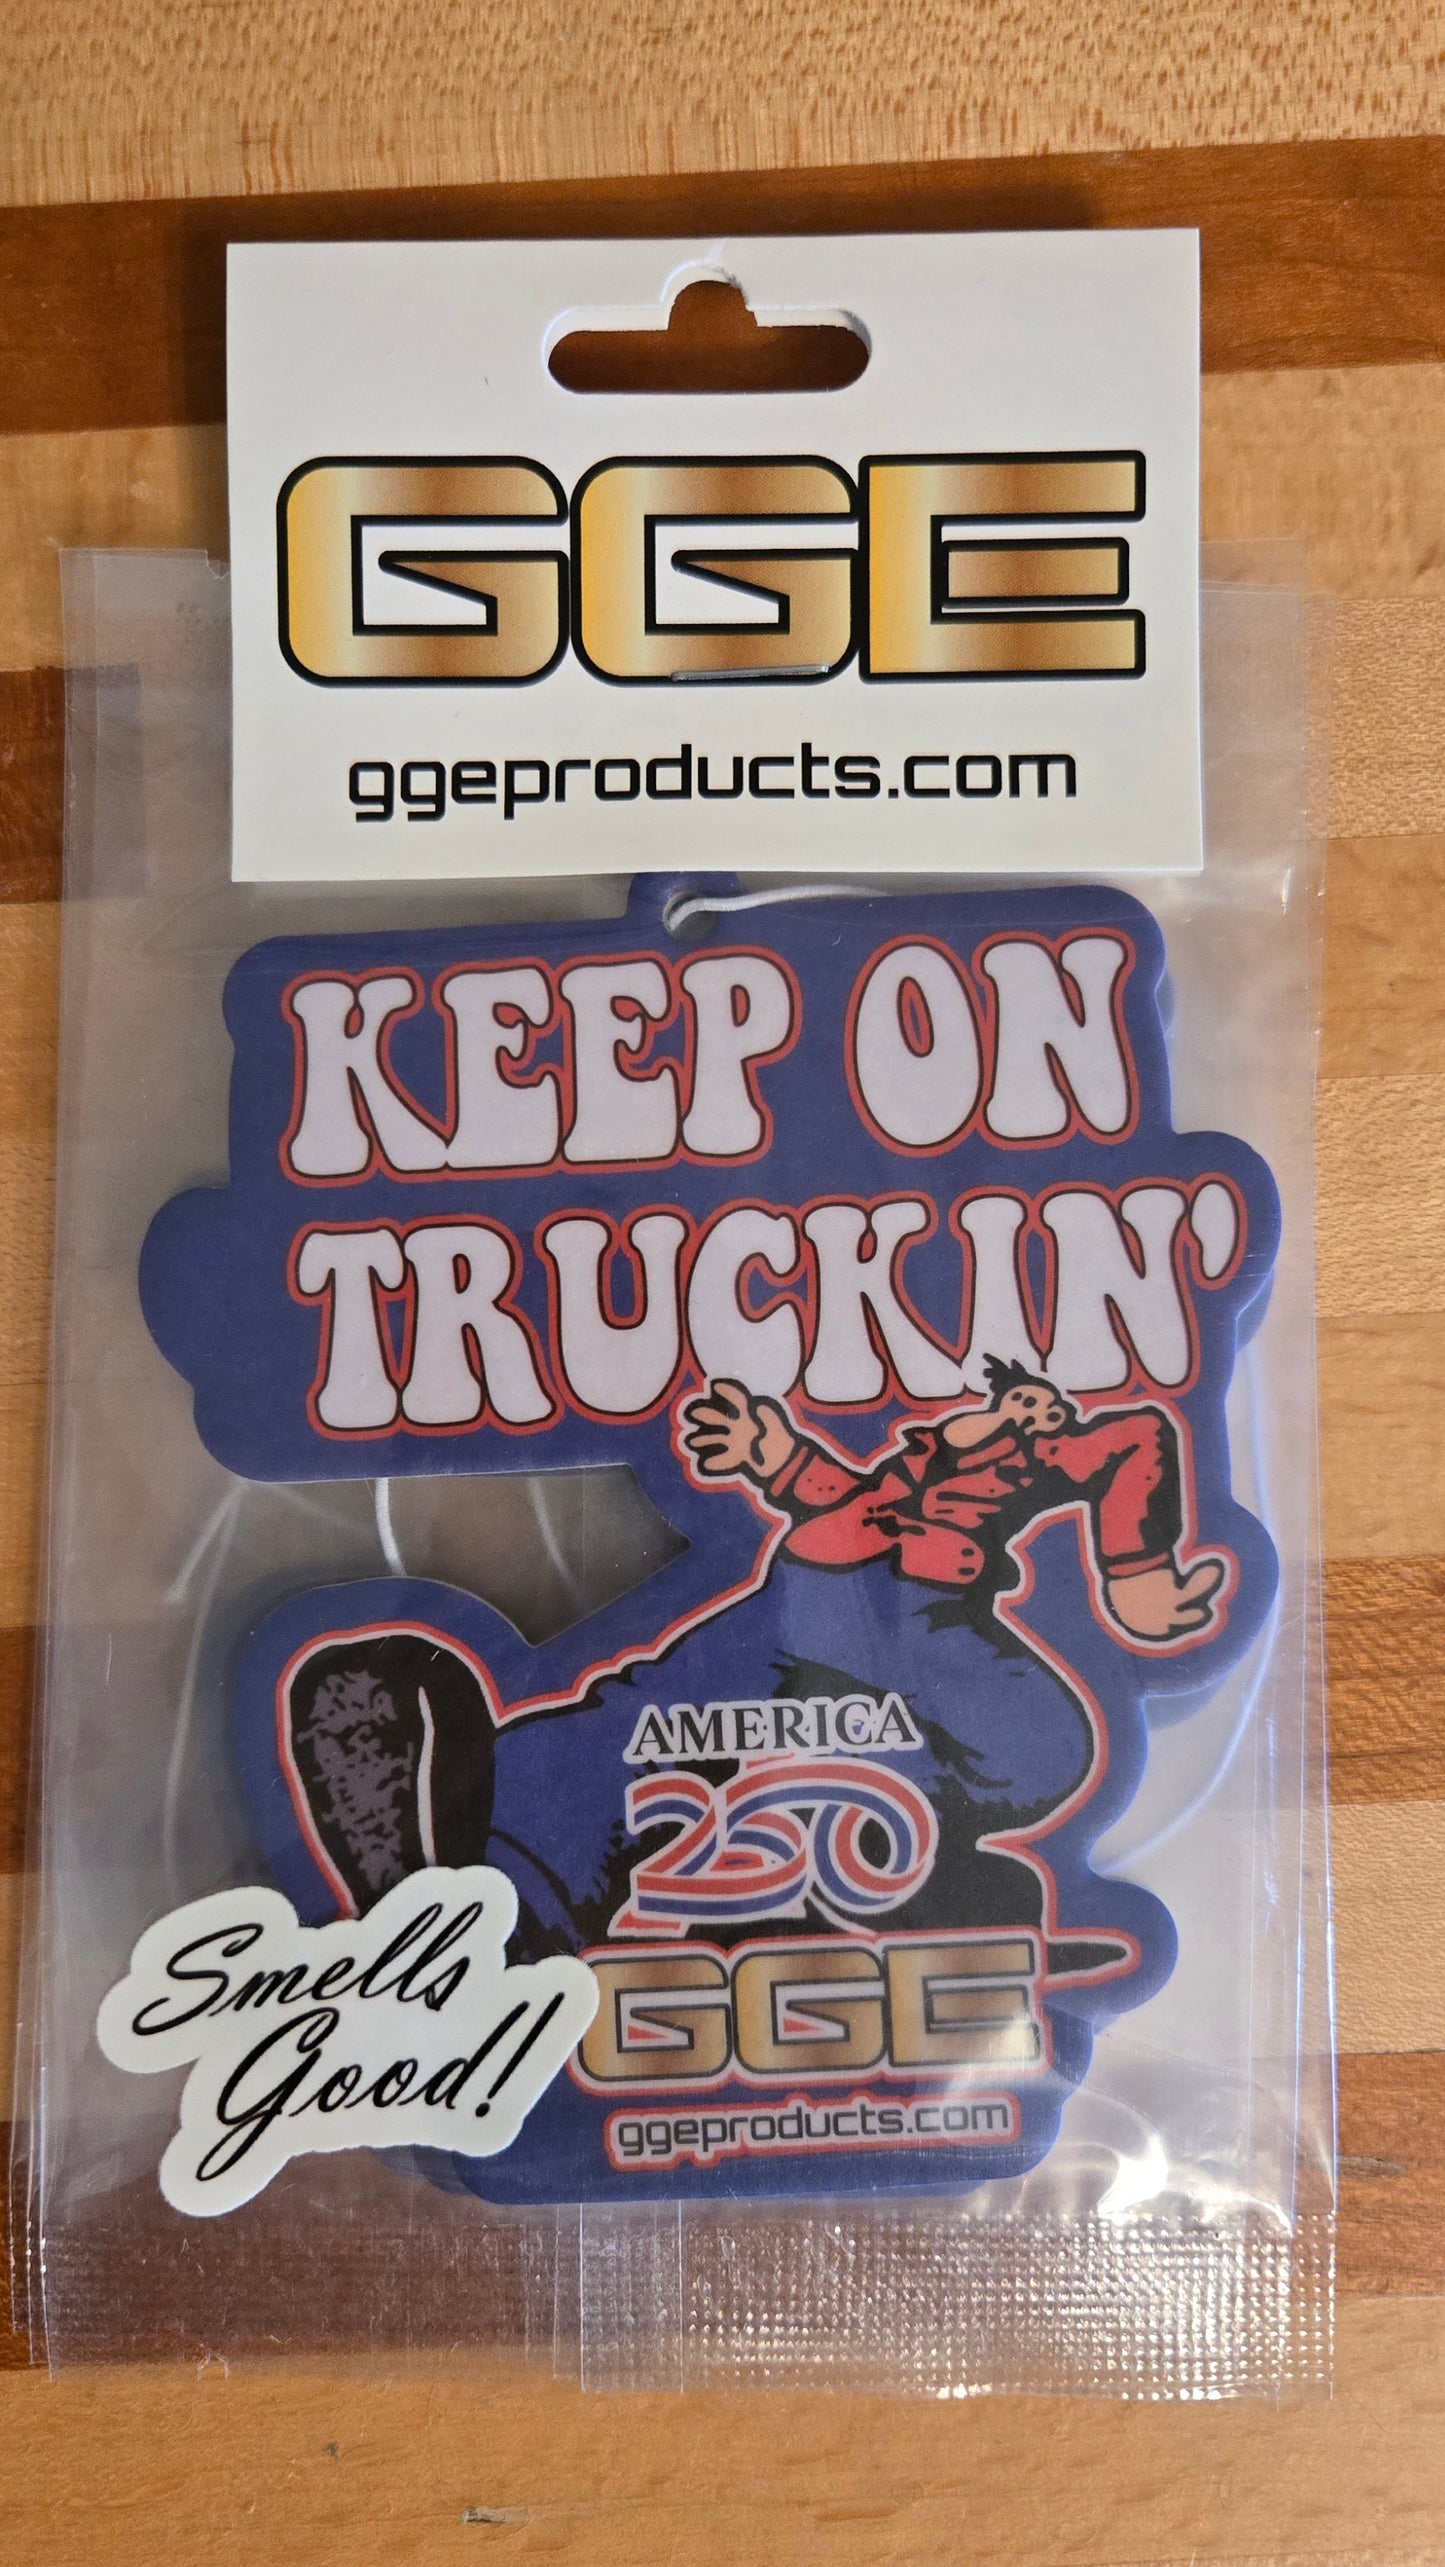 GGE
ggeproducts.com
KEEP ON
TRUCKIN'
AMERICA
250
Smells
Good!
GGE
ggeproducts.com